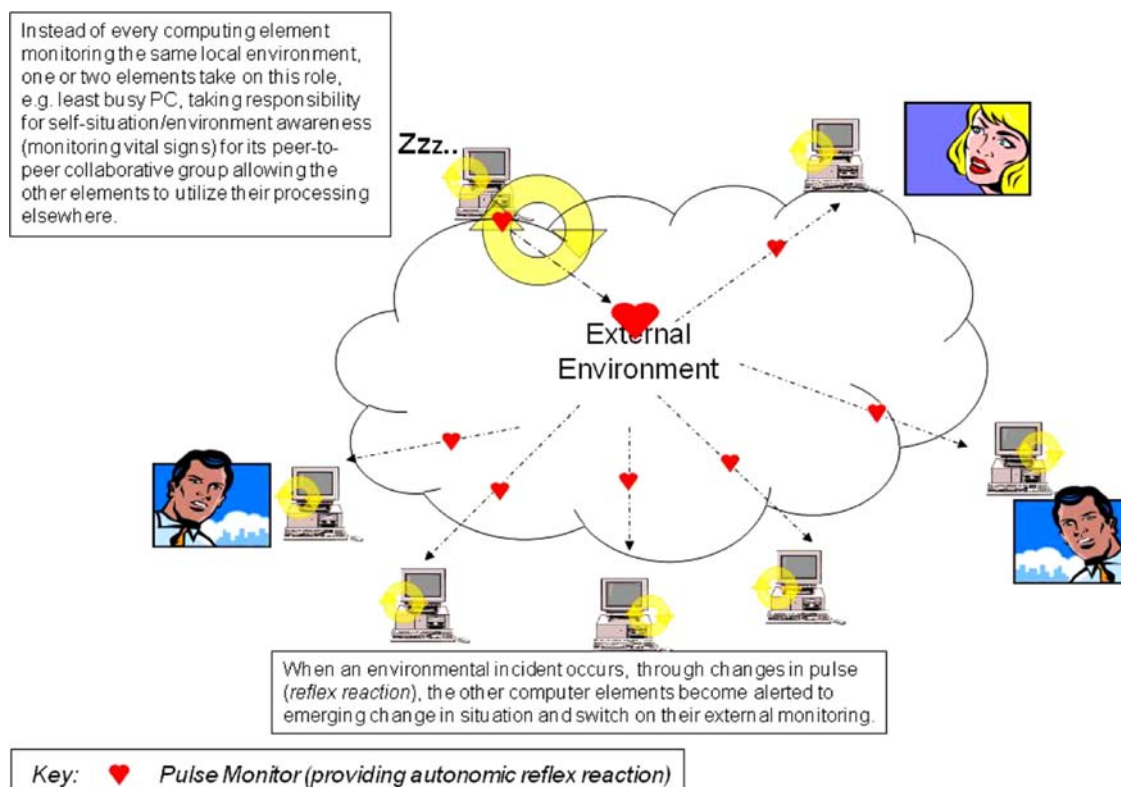 Instead of every computing element
monitoring the same local environment,
one or two elements take on this role,
e.g. least busy PC, taking responsibility
for self-situation/environment awareness
(monitoring vital signs) for its peer-to-
peer collaborative group allowing the
other elements to utilize their processing
elsewhere.
Zzz..
External
Environment
When an environmental incident occurs, through changes in pulse
(reflex reaction), the other computer elements become alerted to
emerging change in situation and switch on their external monitoring.
Key: Pulse Monitor (providing autonomic reflex reaction)